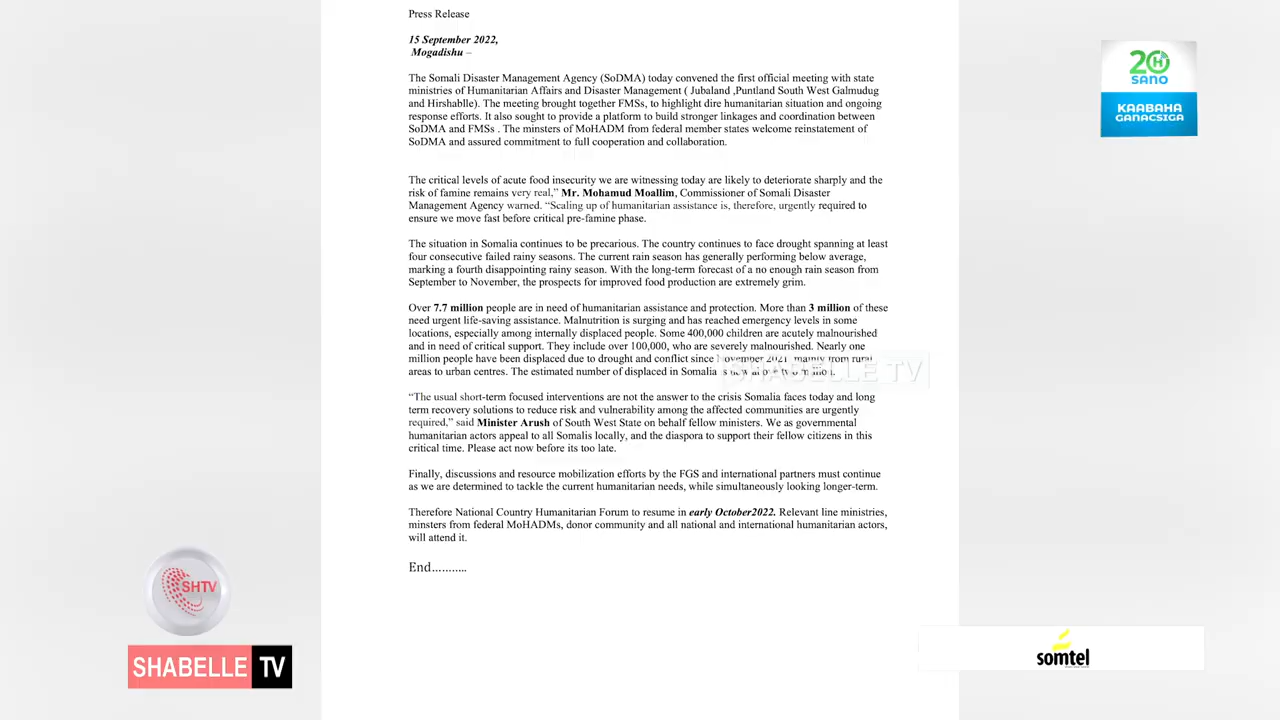 Press Release
15 September 2022,
Mogadishu –
The Somali Disaster Management Agency (SoDMA) today convened the first official meeting with state
ministries of Humanitarian Affairs and Disaster Management ( Jubaland ,Puntland South West Galmudug
and Hirshablle). The meeting brought together FMSs, to highlight dire humanitarian situation and ongoing
response efforts. It also sought to provide a platform to build stronger linkages and coordination between
SoDMA and FMSs . The minsters of MoHADM from federal member states welcome reinstatement of
SoDMA and assured commitment to full cooperation and collaboration.
The critical levels of acute food insecurity we are witnessing today are likely to deteriorate sharply and the
risk of famine remains very real,” Mr. Mohamud Moallim, Commissioner of Somali Disaster
Management Agency warned. “Scaling up of humanitarian assistance is, therefore, urgently required to
ensure we move fast before critical pre-famine phase.
The situation in Somalia continues to be precarious. The country continues to face drought spanning at least
four consecutive failed rainy seasons. The current rain season has generally performing below average,
marking a fourth disappointing rainy season. With the long-term forecast of a no enough rain season from
September to November, the prospects for improved food production are extremely grim.
Over 7.7 million people are in need of humanitarian assistance and protection. More than 3 million of these
need urgent life-saving assistance. Malnutrition is surging and has reached emergency levels in some
locations, especially among internally displaced people. Some 400,000 children are acutely malnourished
and in need of critical support. They include over 100,000, who are severely malnourished. Nearly one
million people have been displaced due to drought and conflict since November 2021, mainly from rural
areas to urban centres. The estimated number of displaced in Somalia is now about two million.
SHABELLE TV
“The usual short-term focused interventions are not the answer to the crisis Somalia faces today and long
term recovery solutions to reduce risk and vulnerability among the affected communities are urgently
required,” said Minister Arush of South West State on behalf fellow ministers. We as governmental
humanitarian actors appeal to all Somalis locally, and the diaspora to support their fellow citizens in this
critical time. Please act now before its too late.
Finally, discussions and resource mobilization efforts by the FGS and international partners must continue
as we are determined to tackle the current humanitarian needs, while simultaneously looking longer-term.
Therefore National Country Humanitarian Forum to resume in early October2022. Relevant line ministries,
minsters from federal MoHADMs, donor community and all national and international humanitarian actors,
will attend it.
End...........
20
SANO
KAABAHA
GANACSIGA
SHTV
SHABELLE TV
somtel